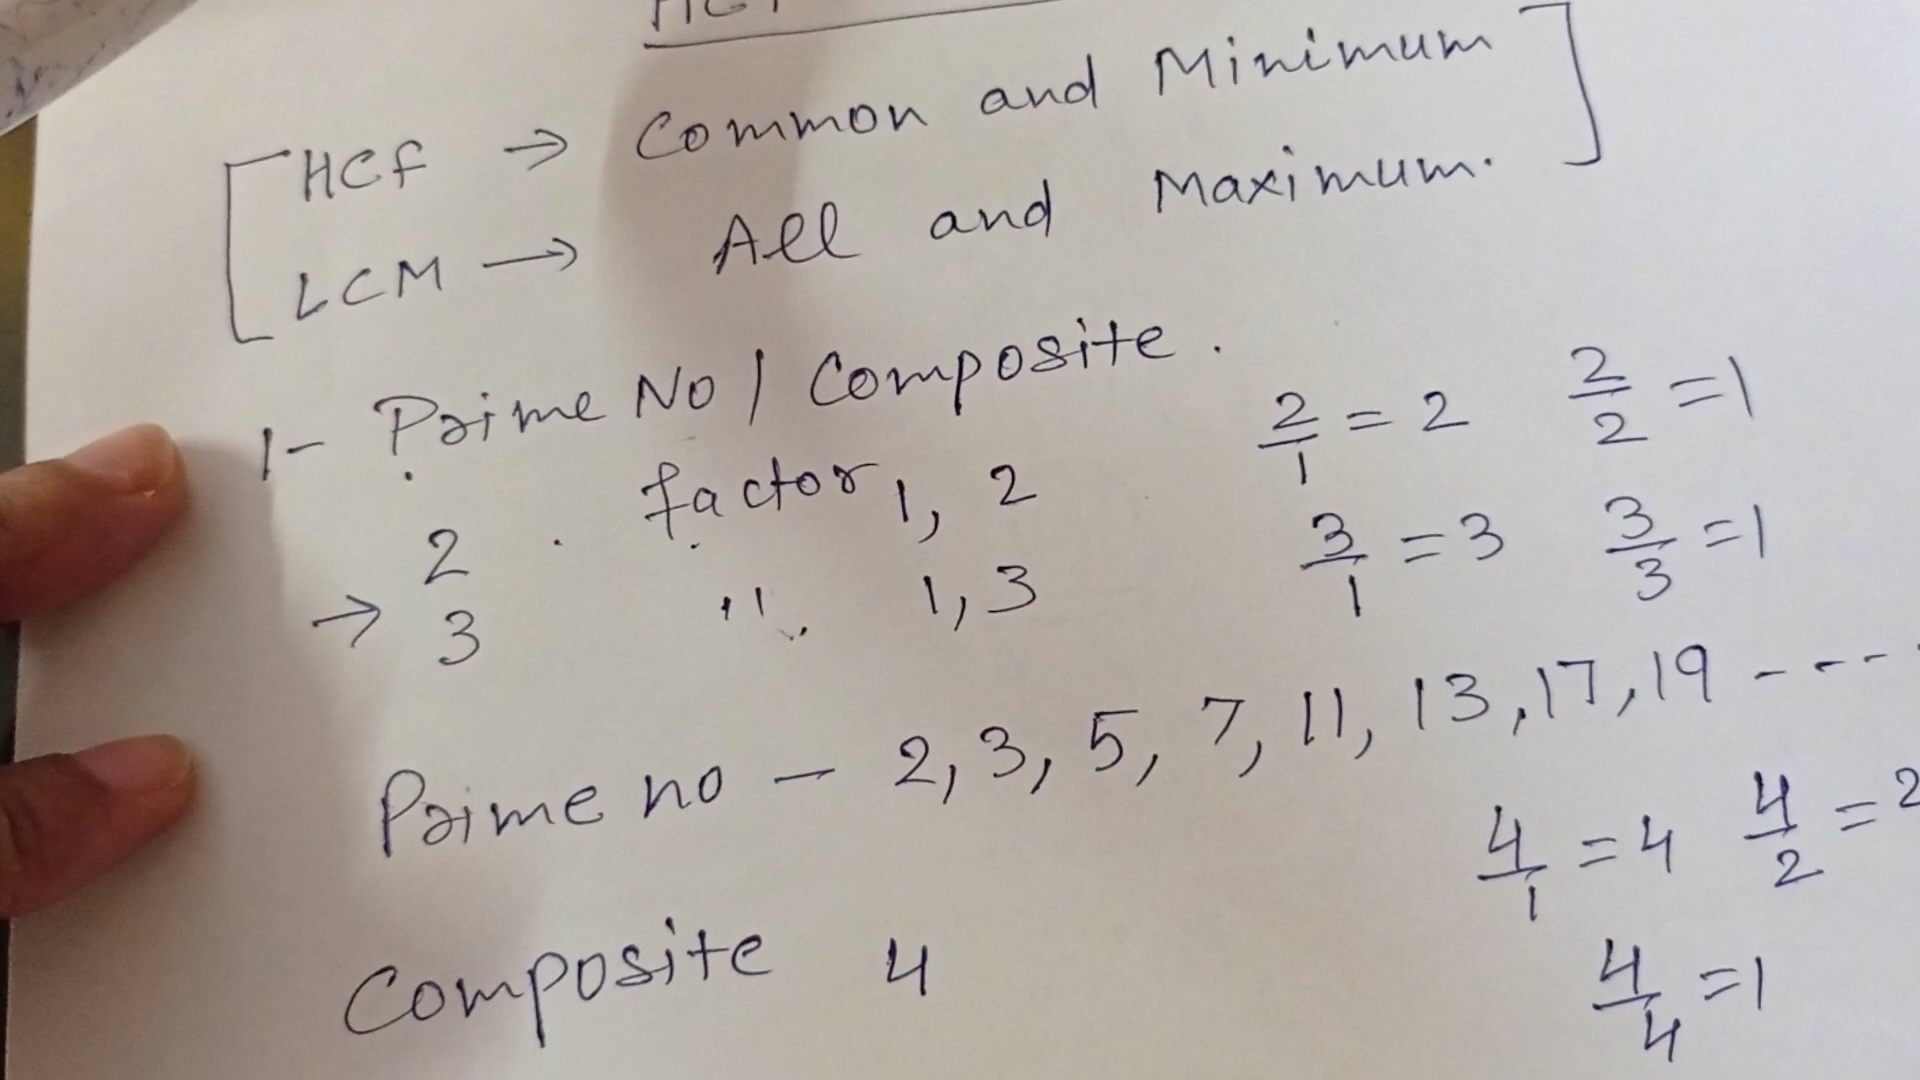 HCF → Common and Minimum
LCM → All and Maximum.
1- Prime No / Composite.
2 . factor 1, 2 2/1 = 2 2/2 = 1
→ 3 " 1, 3 3/1 = 3 3/3 = 1
Prime no - 2, 3, 5, 7, 11, 13, 17, 19 ----
4/1 = 4 4/2 = 2
Composite 4 4/4 = 1